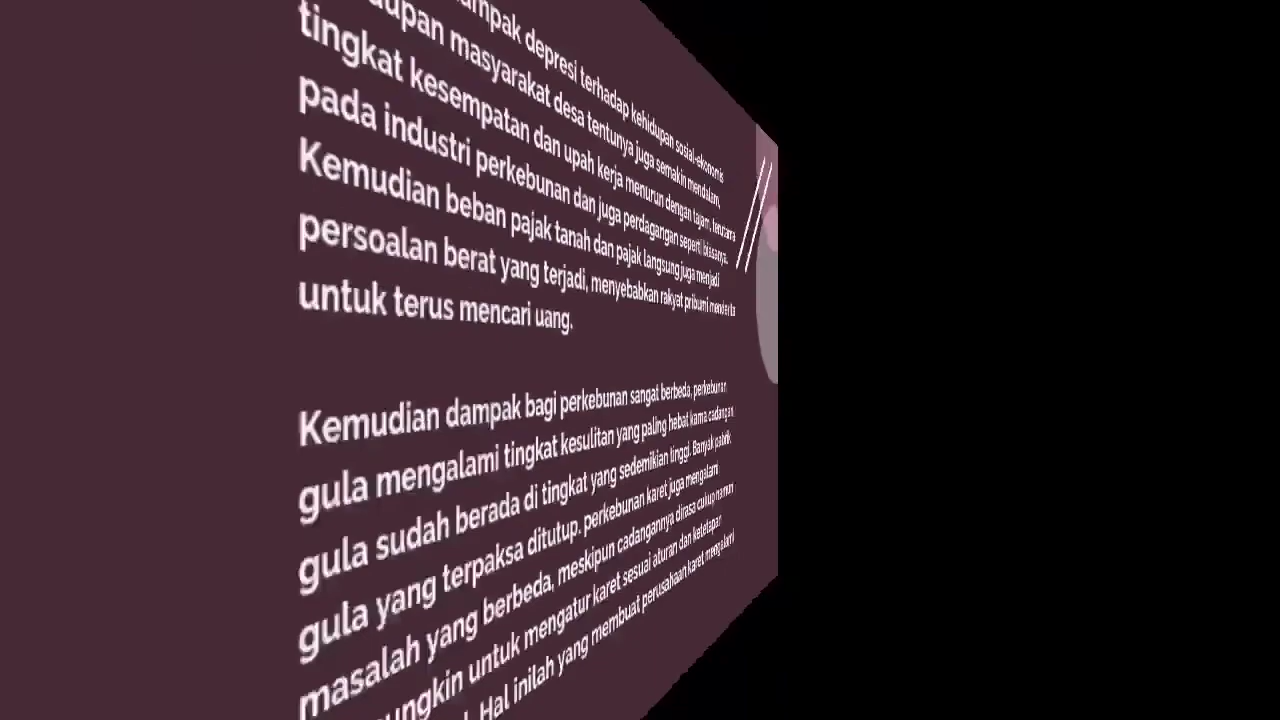 depresi terhadap kehidupan sosial-ekonomis
masyarakat desa tentunya juga semakin mendalam,
tingkat kesempatan dan upah kerja menurun dengan tajam, terutama
pada industri perkebunan dan juga perdagangan seperti biasanya.
Kemudian beban pajak tanah dan pajak langsung juga menjadi
persoalan berat yang terjadi, menyebabkan rakyat pribumi menderita
untuk terus mencari uang.
Kemudian dampak bagi perkebunan sangat berbeda, perkebunan
gula mengalami tingkat kesulitan yang paling hebat karna cadangan
gula sudah berada di tingkat yang sedemikian tinggi. Banyak pabrik
gula yang terpaksa ditutup. perkebunan karet juga mengalami
masalah yang berbeda, meskipun cadangannya dirasa cukup namun
untuk mengatur karet sesuai aturan dan ketetapan
Hal inilah yang membuat perusahaan karet mengalami